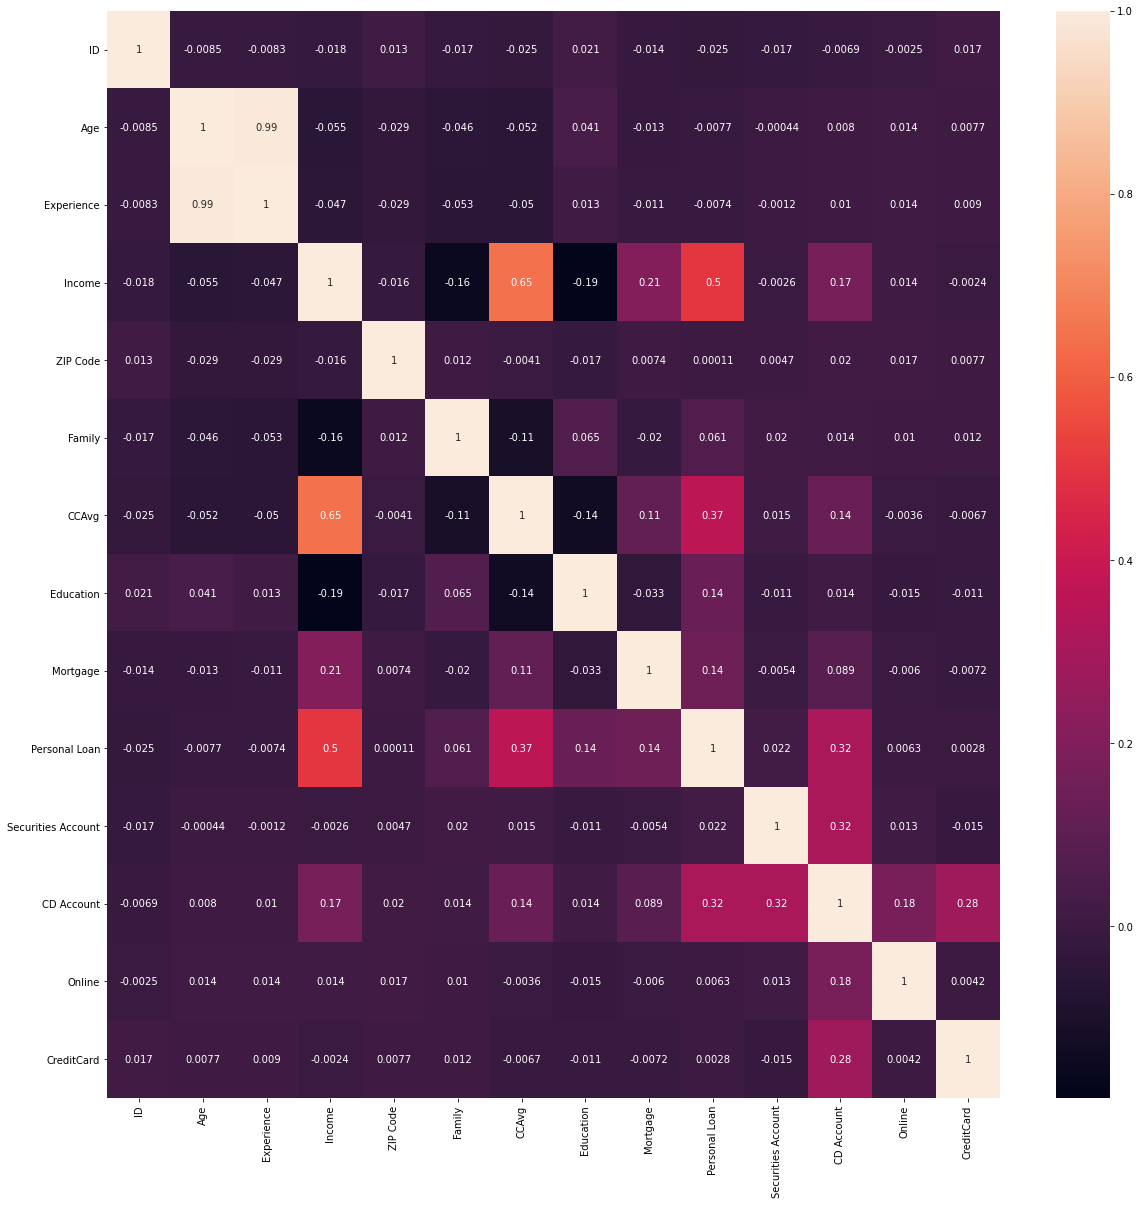 ID 1 -0.0085 -0.0083 -0.018 0.013 -0.017 -0.025 0.021 -0.014 -0.025 -0.017 -0.0069 -0.0025 0.017
Age -0.0085 1 0.99 -0.055 -0.029 -0.046 -0.052 0.041 -0.013 -0.0077 -0.00044 0.008 0.014 0.0077
Experience -0.0083 0.99 1 -0.047 -0.029 -0.053 -0.05 0.013 -0.011 -0.0074 -0.0012 0.01 0.014 0.009
Income -0.018 -0.055 -0.047 1 -0.016 -0.16 0.65 -0.19 0.21 0.5 -0.0026 0.17 0.014 -0.0024
ZIP Code 0.013 -0.029 -0.029 -0.016 1 0.012 -0.0041 -0.017 0.0074 0.00011 0.0047 0.02 0.017 0.0077
Family -0.017 -0.046 -0.053 -0.16 0.012 1 -0.11 0.065 -0.02 0.061 0.02 0.014 0.01 0.012
CCAvg -0.025 -0.052 -0.05 0.65 -0.0041 -0.11 1 -0.14 0.11 0.37 0.015 0.14 -0.0036 -0.0067
Education 0.021 0.041 0.013 -0.19 -0.017 0.065 -0.14 1 -0.033 0.14 -0.011 0.014 -0.015 -0.011
Mortgage -0.014 -0.013 -0.011 0.21 0.0074 -0.02 0.11 -0.033 1 0.14 -0.0054 0.089 -0.006 -0.0072
Personal Loan -0.025 -0.0077 -0.0074 0.5 0.00011 0.061 0.37 0.14 0.14 1 0.022 0.32 0.0063 0.0028
Securities Account -0.017 -0.00044 -0.0012 -0.0026 0.0047 0.02 0.015 -0.011 -0.0054 0.022 1 0.32 0.013 -0.015
CD Account -0.0069 0.008 0.01 0.17 0.02 0.014 0.14 0.014 0.089 0.32 0.32 1 0.18 0.28
Online -0.0025 0.014 0.014 0.014 0.017 0.01 -0.0036 -0.015 -0.006 0.0063 0.013 0.18 1 0.0042
CreditCard 0.017 0.0077 0.009 -0.0024 0.0077 0.012 -0.0067 -0.011 -0.0072 0.0028 -0.015 0.28 0.0042 1
ID Age Experience Income ZIP Code Family CCAvg Education Mortgage Personal Loan Securities Account CD Account Online CreditCard
1.0
0.8
0.6
0.4
0.2
0.0